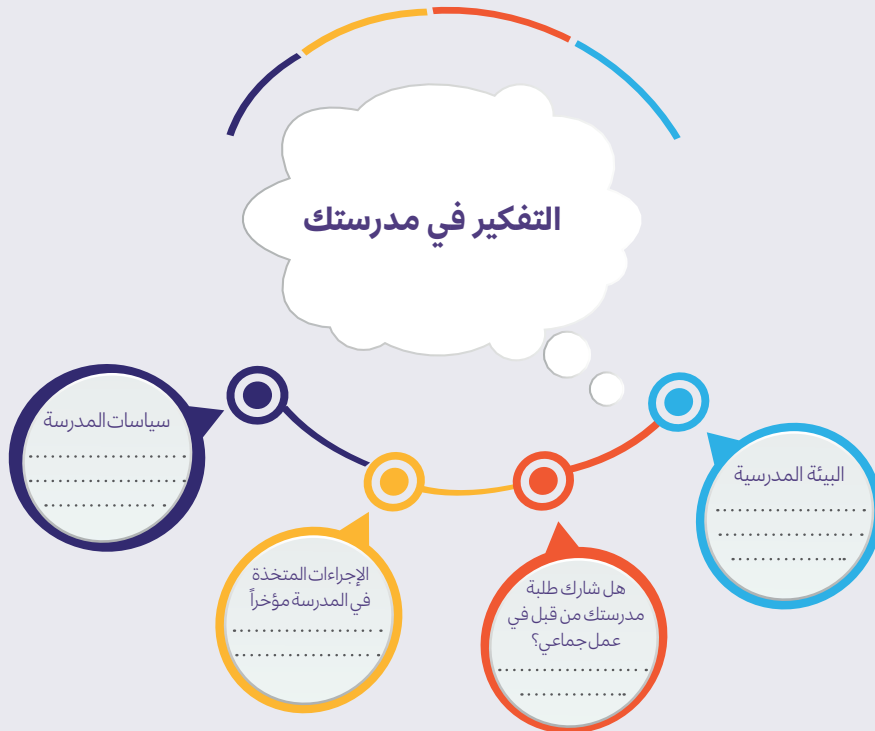 التفكير في مدرستك
البيئة المدرسية
هل شارك طلبة
مدرستك من قبل في
عمل جماعي؟
الإجراءات المتخذة
في المدرسة مؤخراً
سياسات المدرسة